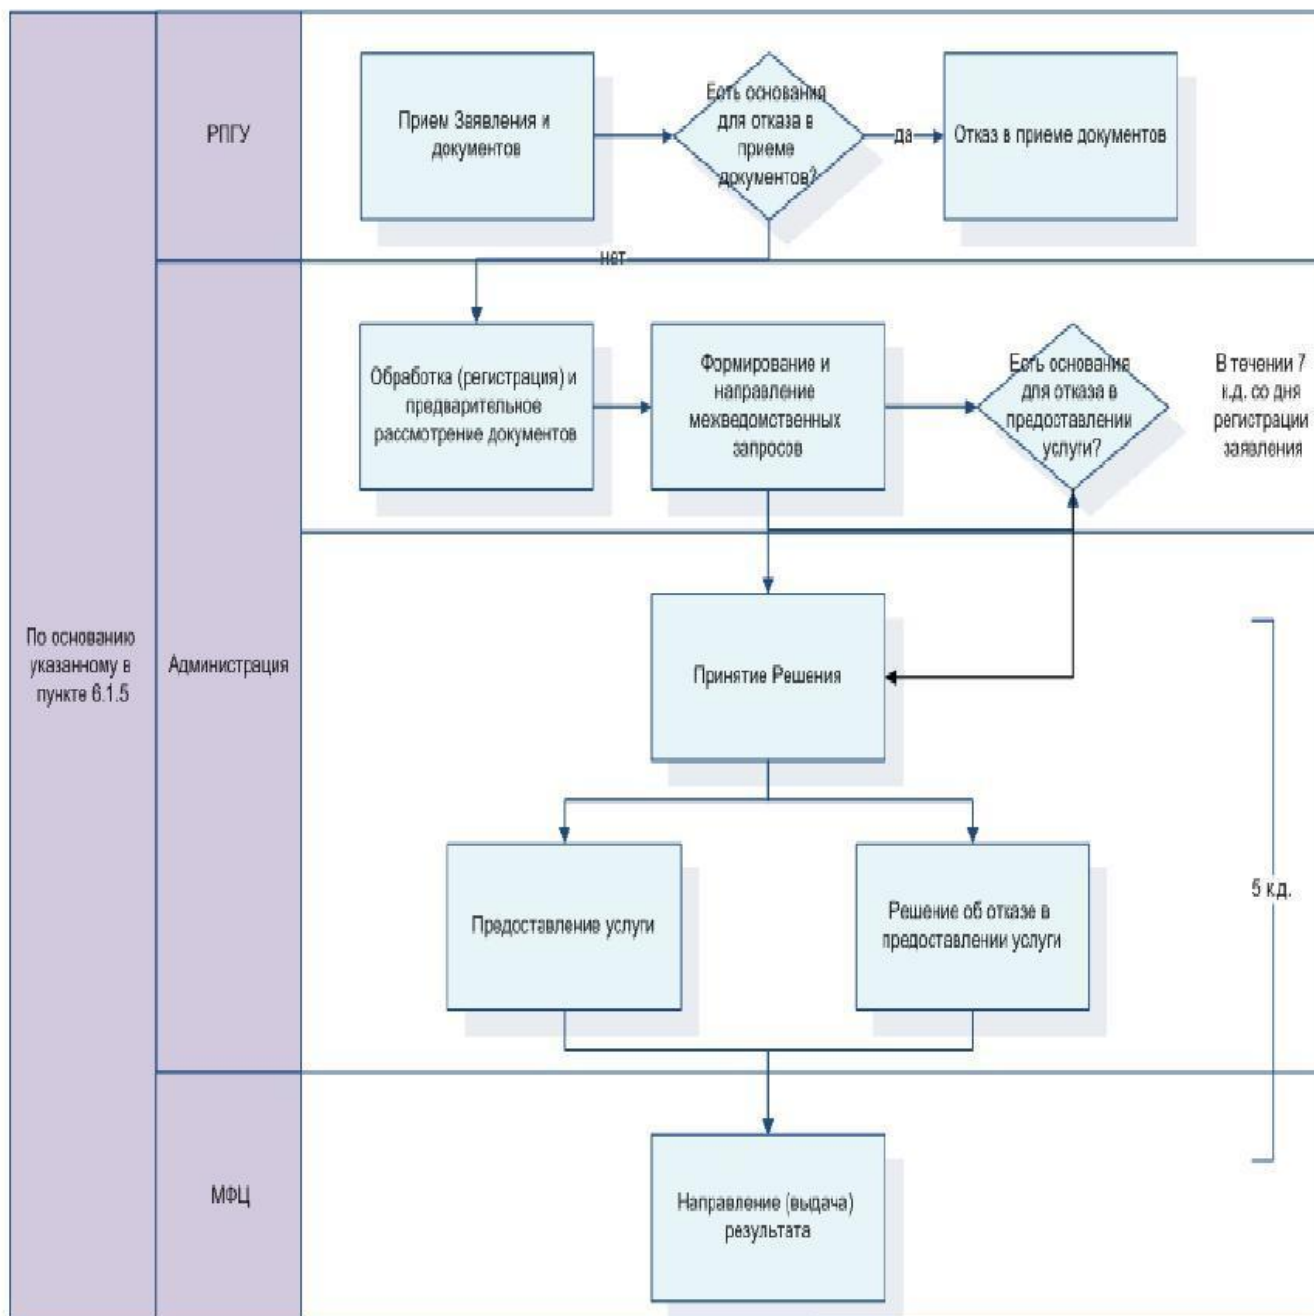 РПГУ
Прием Заявления и
документов
Есть основания
для отказа в
приеме
документов?
да
Отказ в приеме документов
нет
Обработка (регистрация) и
предварительное
рассмотрение документов
Формирование и
направление
межведомственных
запросов
Есть основания
для отказа в
предоставлении
услуги?
В течении 7
к.д. со дня
регистрации
заявления
По основанию
указанному в
пункте 6.1.5
Администрация
Принятие Решения
Предоставление услуги
Решение об отказе в
предоставлении услуги
5 к.д.
МФЦ
Направление (выдача)
результата